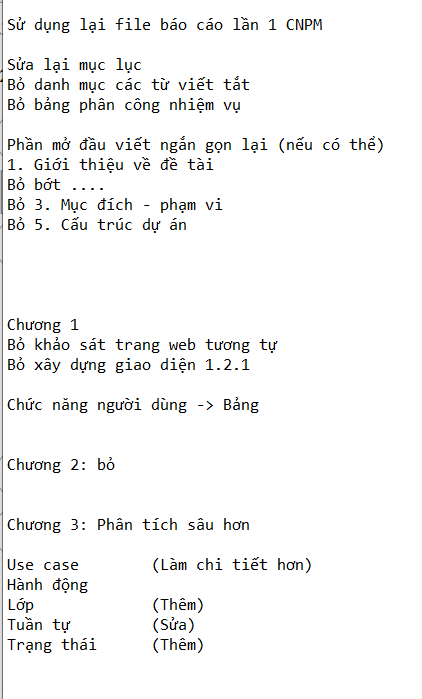 Sử dụng lại file báo cáo lần 1 CNPM
Sửa lại mục lục
Bỏ danh mục các từ viết tắt
Bỏ bảng phân công nhiệm vụ
Phần mở đầu viết ngắn gọn lại (nếu có thể)
1. Giới thiệu về đề tài
Bỏ bớt ....
Bỏ 3. Mục đích - phạm vi
Bỏ 5. Cấu trúc dự án
Chương 1
Bỏ khảo sát trang web tương tự
Bỏ xây dựng giao diện 1.2.1
Chức năng người dùng -> Bảng
Chương 2: bỏ
Chương 3: Phân tích sâu hơn
Use case (Làm chi tiết hơn)
Hành động
Lớp (Thêm)
Tuần tự (Sửa)
Trạng thái (Thêm)